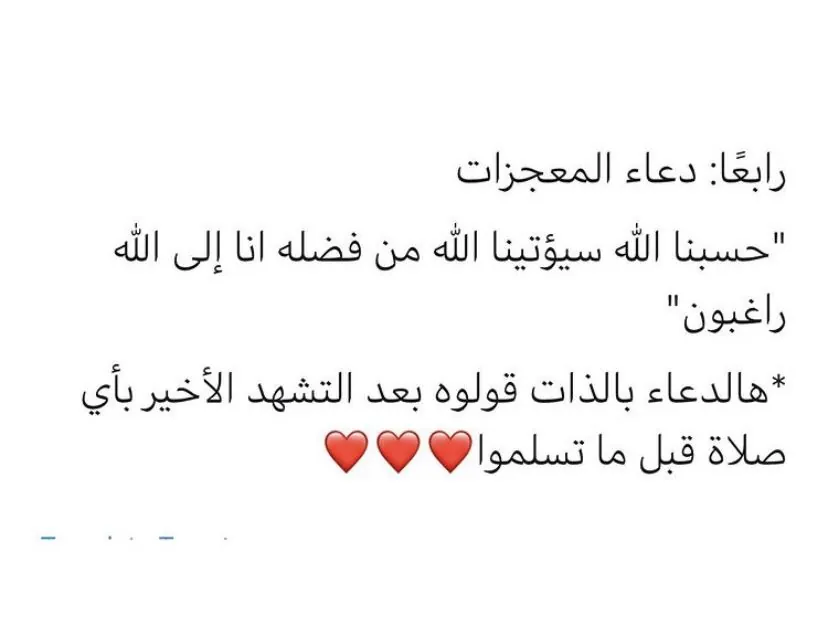 رابعًا: دعاء المعجزات
"حسبنا الله سيؤتينا الله من فضله انا إلى الله
راغبون"
*هالدعاء بالذات قولوه بعد التشهد الأخير بأي
صلاة قبل ما تسلموا❤️❤️❤️